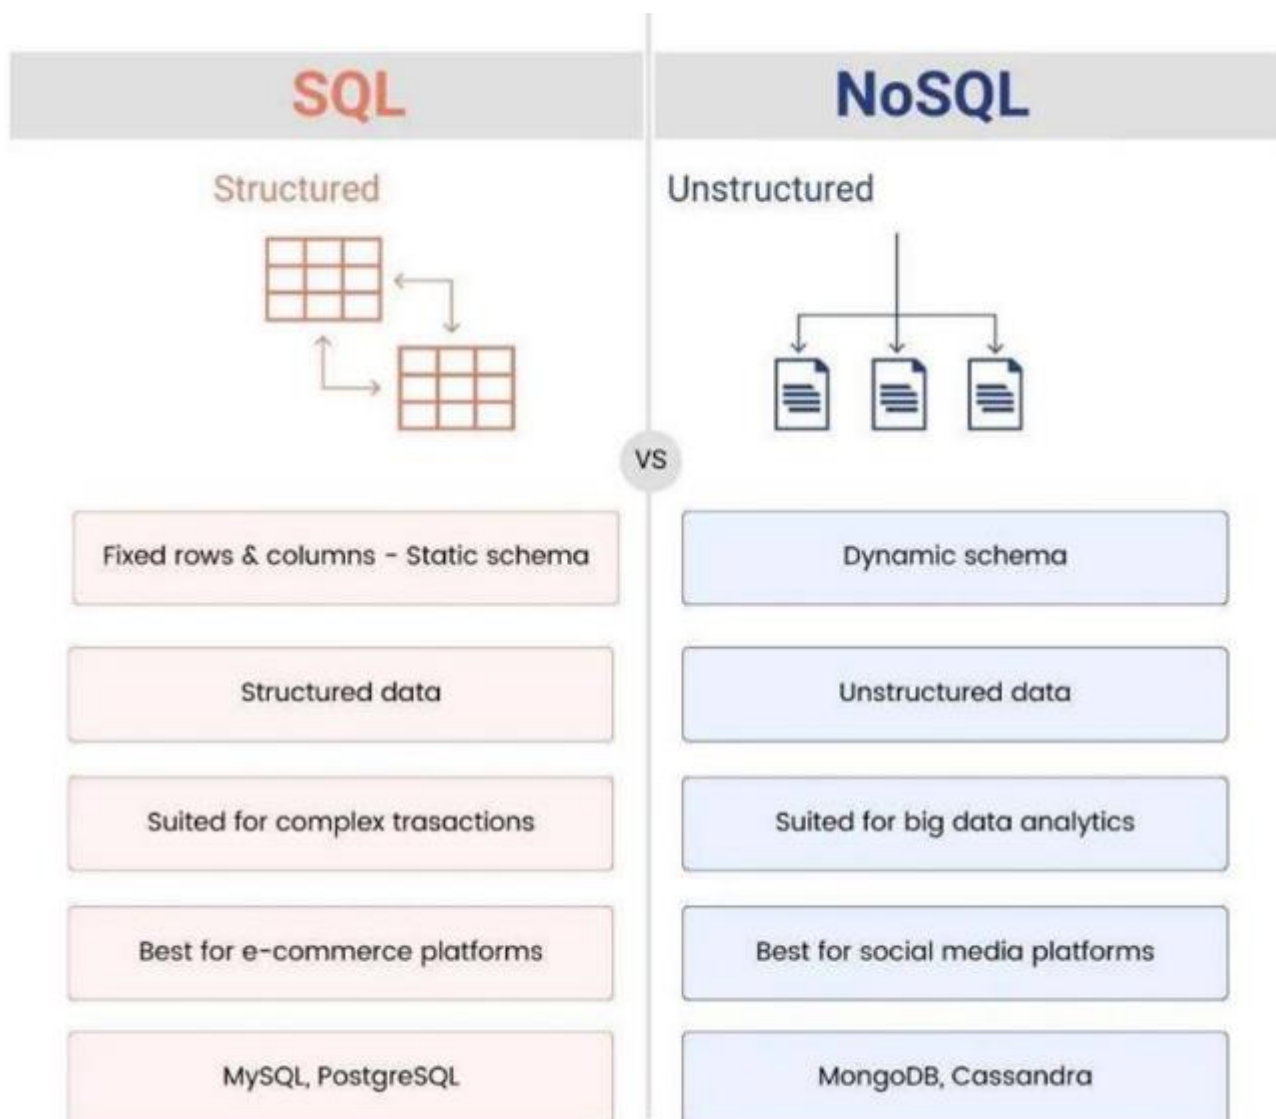 SQL
NoSQL
Structured
Unstructured
VS
Fixed rows & columns - Static schema
Dynamic schema
Structured data
Unstructured data
Suited for complex trasactions
Suited for big data analytics
Best for e-commerce platforms
Best for social media platforms
MySQL, PostgreSQL
MongoDB, Cassandra